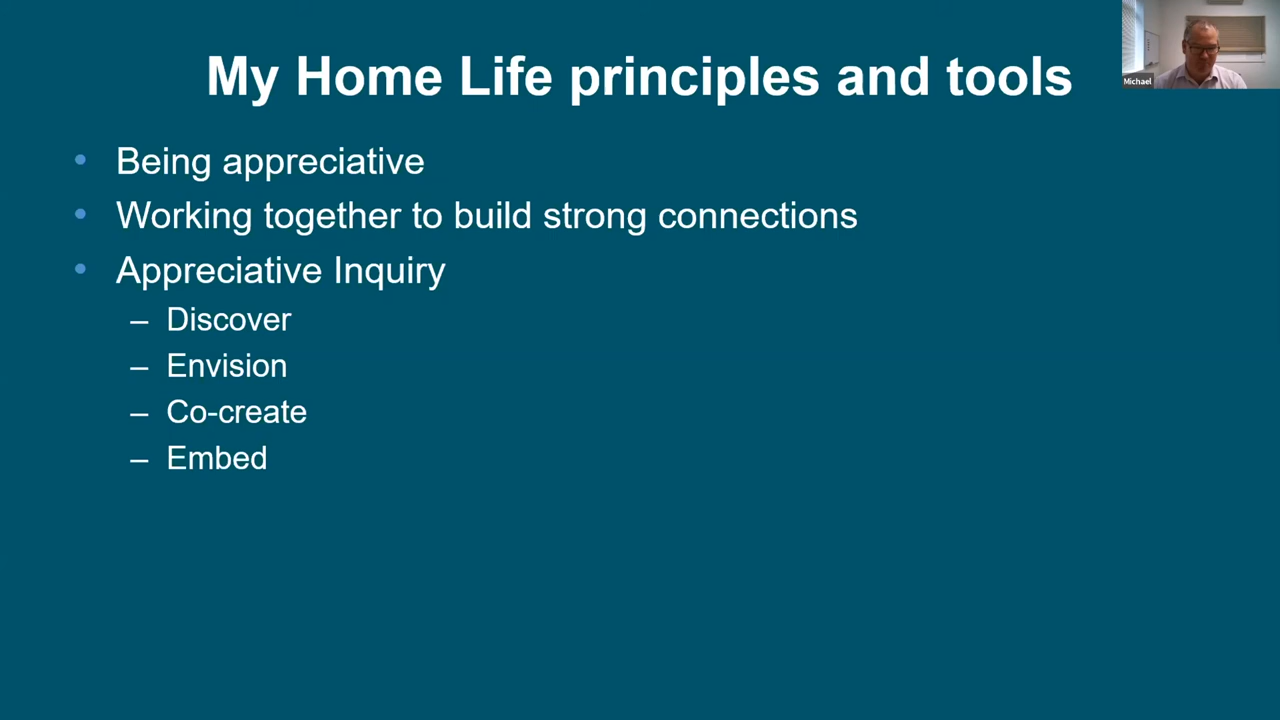 My Home Life principles and tools
Michael
• Being appreciative
• Working together to build strong connections
• Appreciative Inquiry
– Discover
– Envision
– Co-create
– Embed